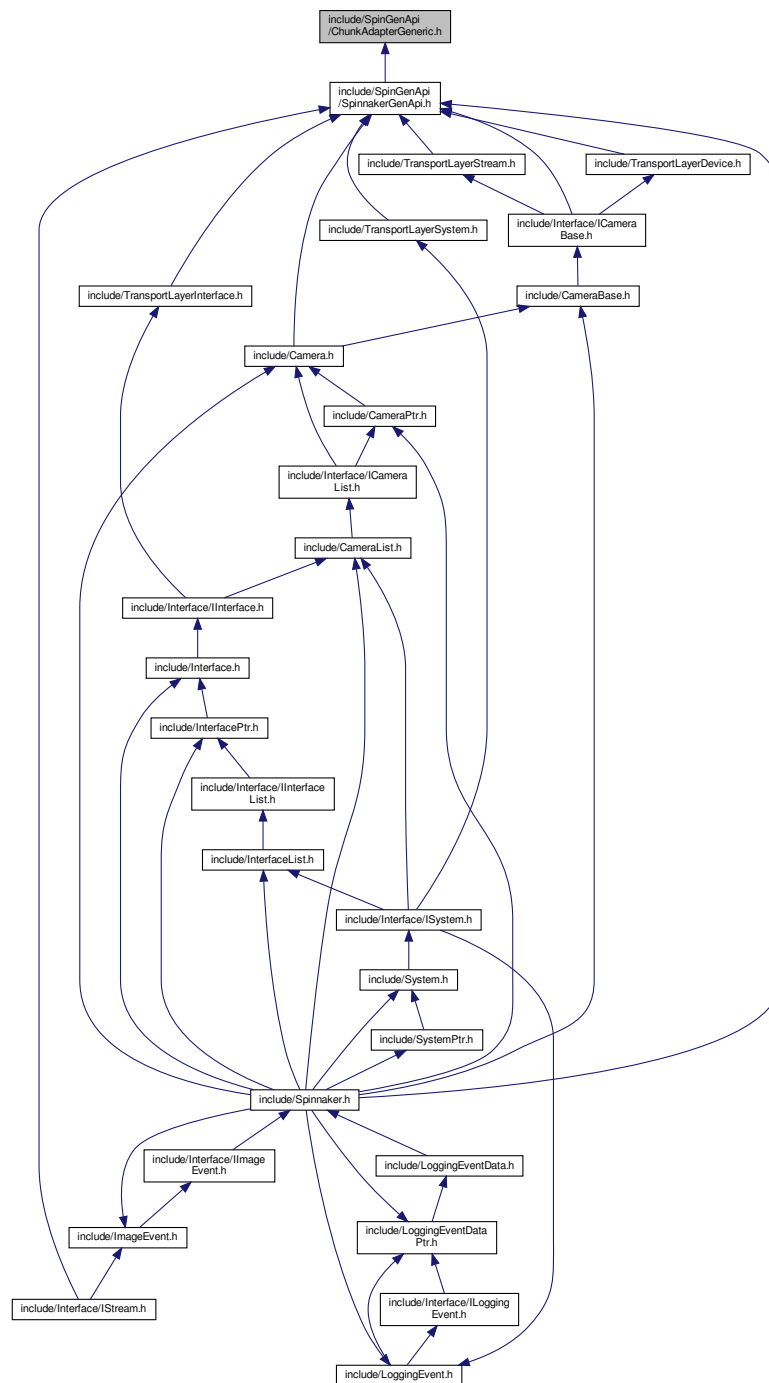 include/SpinGenApi
/ChunkAdapterGeneric.h
include/SpinGenApi
/SpinnakerGenApi.h
include/TransportLayerStream.h
include/TransportLayerDevice.h
include/TransportLayerSystem.h
include/Interface/ICamera
Base.h
include/TransportLayerInterface.h
include/CameraBase.h
include/Camera.h
include/CameraPtr.h
include/Interface/ICamera
List.h
include/CameraList.h
include/Interface/IInterface.h
include/Interface.h
include/InterfacePtr.h
include/Interface/IInterface
List.h
include/InterfaceList.h
include/Interface/ISystem.h
include/System.h
include/SystemPtr.h
include/Spinnaker.h
include/Interface/IImage
Event.h
include/LoggingEventData.h
include/ImageEvent.h
include/LoggingEventData
Ptr.h
include/Interface/IStream.h
include/Interface/ILogging
Event.h
include/LoggingEvent.h